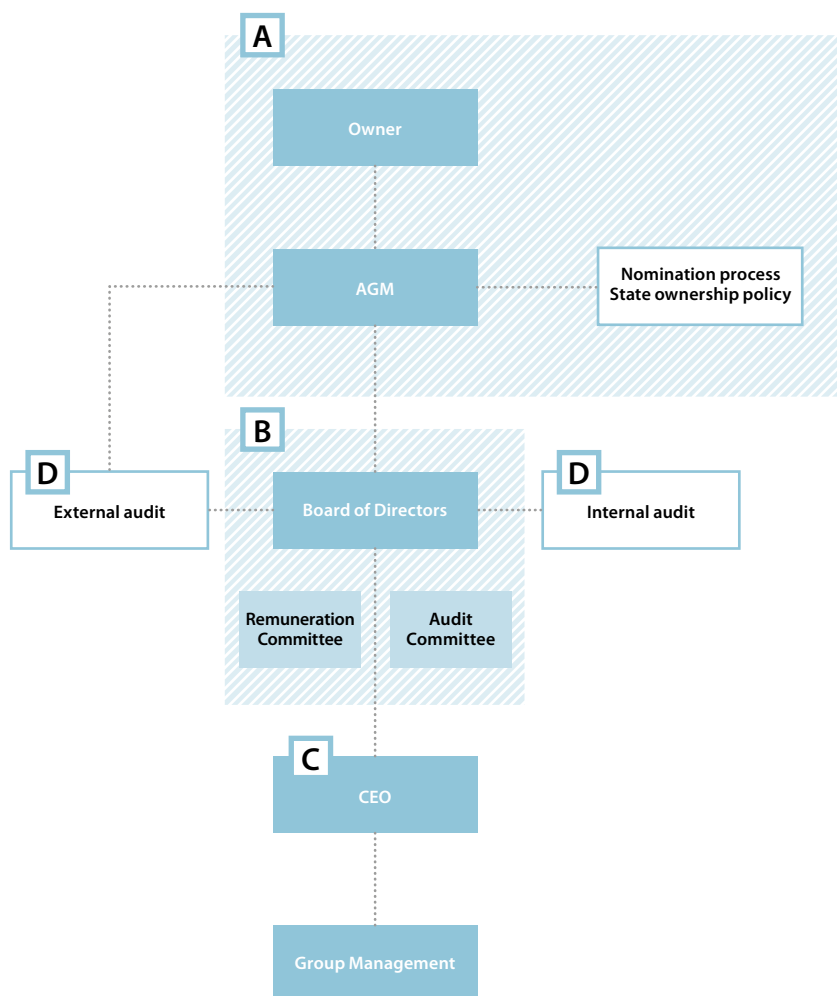 A
Owner
AGM
Nomination process
State ownership policy
B
D
External audit
Board of Directors
D
Internal audit
Remuneration
Committee
Audit
Committee
C
CEO
Group Management